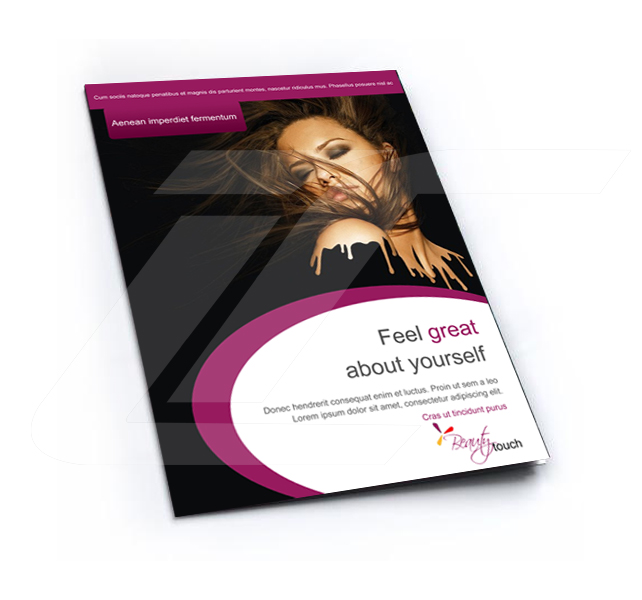 Cum sociis natoque penatibus et magnis dis parturient montes, nascetur ridiculus mus. Phasellus posuere nisl ac
Aenean imperdiet fermentum
Feel great
about yourself
Donec hendrerit consequat enim et luctus. Proin ut sem a leo
Lorem ipsum dolor sit amet, consectetur adipiscing elit.
Cras ut tincidunt purus
Beauty touch